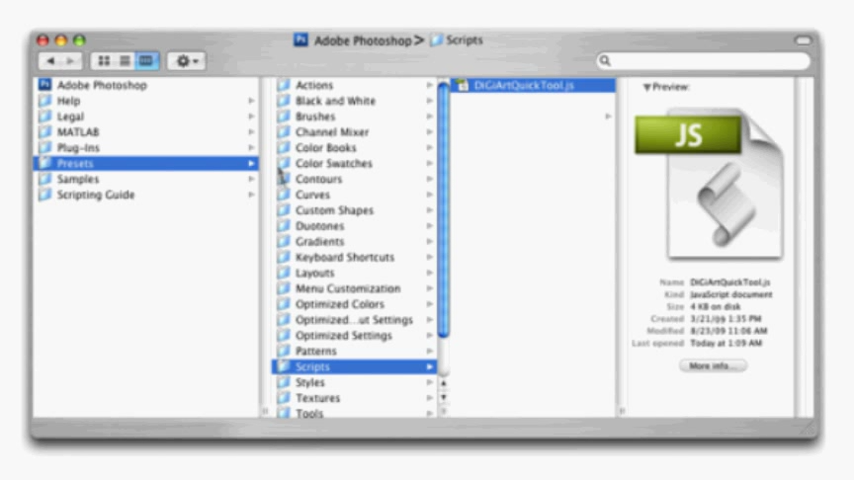 Adobe Photoshop > Scripts
Adobe Photoshop
Help
Legal
MATLAB
Plug-Ins
Presets
Samples
Scripting Guide
Actions
Black and White
Brushes
Channel Mixer
Color Books
Color Swatches
Contours
Curves
Custom Shapes
Duotones
Gradients
Keyboard Shortcuts
Layouts
Menu Customization
Optimized Colors
Optimized...ut Settings
Optimized Settings
Patterns
Scripts
Styles
Textures
Tools
DiGiArtQuickTool.js
Preview:
JS
Name DiGiArtQuickTool.js
Kind JavaScript document
Size 4 KB on disk
Created 3/21/09 1:35 PM
Modified 8/23/09 11:06 AM
Last opened Today at 1:09 AM
More info...